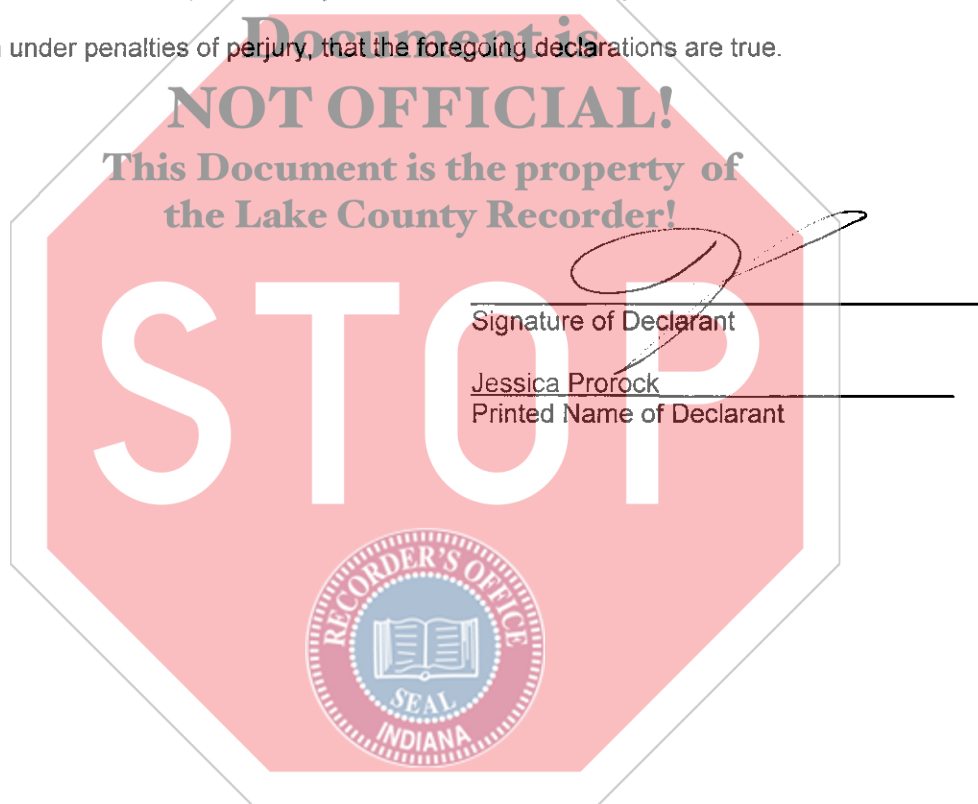 Document is
under penalties of perjury, that the foregoing declarations are true.
NOT OFFICIAL!
This Document is the property of
the Lake County Recorder!
STOP
Signature of Declarant
Jessica Prorock
Printed Name of Declarant
RECORDER'S OFFICE
SEAL
INDIANA